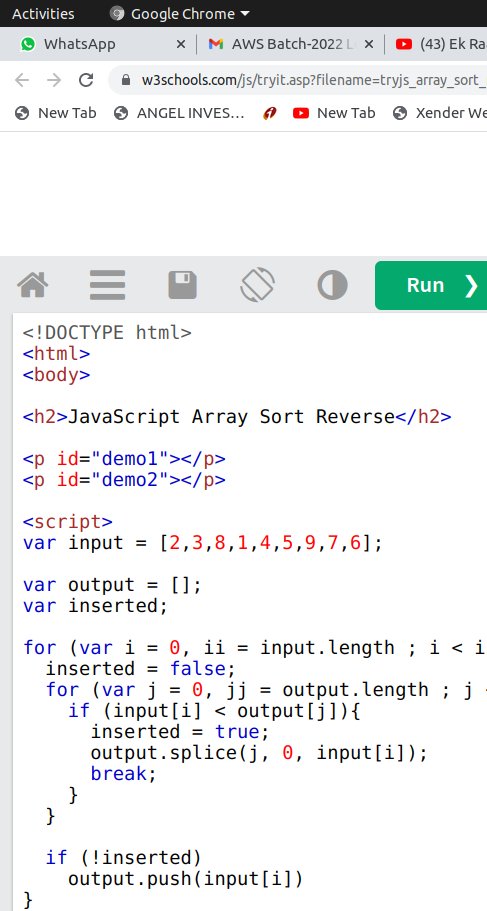 Activities Google Chrome
WhatsApp × AWS Batch-2022 × (43) Ek
w3schools.com/js/tryit.asp?filename=tryjs_array_sort_
New Tab ANGEL INVES... New Tab Xender
Run ❯
<!DOCTYPE html>
<html>
<body>
<h2>JavaScript Array Sort Reverse</h2>
<p id="demo1"></p>
<p id="demo2"></p>
<script>
var input = [2,3,8,1,4,5,9,7,6];
var output = [];
var inserted;
for (var i = 0, ii = input.length ; i < i
inserted = false;
for (var j = 0, jj = output.length ; j
if (input[i] < output[j]){
inserted = true;
output.splice(j, 0, input[i]);
break;
}
}
if (!inserted)
output.push(input[i])
}